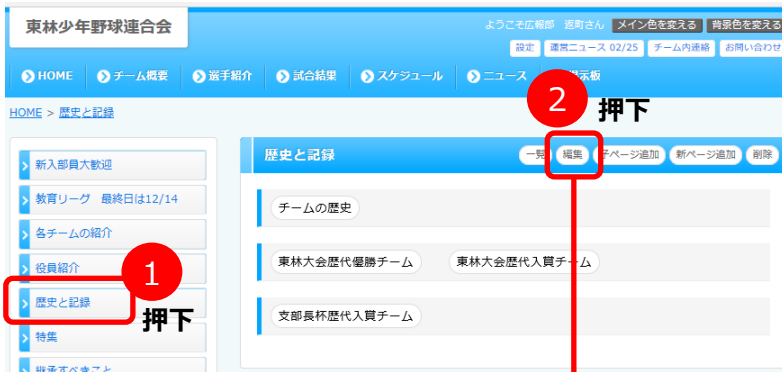 東林少年野球連合会
ようこそ広報部 返町さん メイン色を変える 背景色を変える
設定 運営ニュース 02/25 チーム内連絡 お問い合わせ
HOME チーム概要 選手紹介 試合結果 スケジュール ニュース 示板
HOME > 歴史と記録
2 押下
新入部員大歓迎
教育リーグ 最終日は12/14
各チームの紹介
役員紹介
1
歴史と記録
押下
特集
継承すべきこと
歴史と記録 一覧 編集 子ページ追加 新ページ追加 削除
チームの歴史
東林大会歴代優勝チーム 東林大会歴代入賞チーム
支部長杯歴代入賞チーム